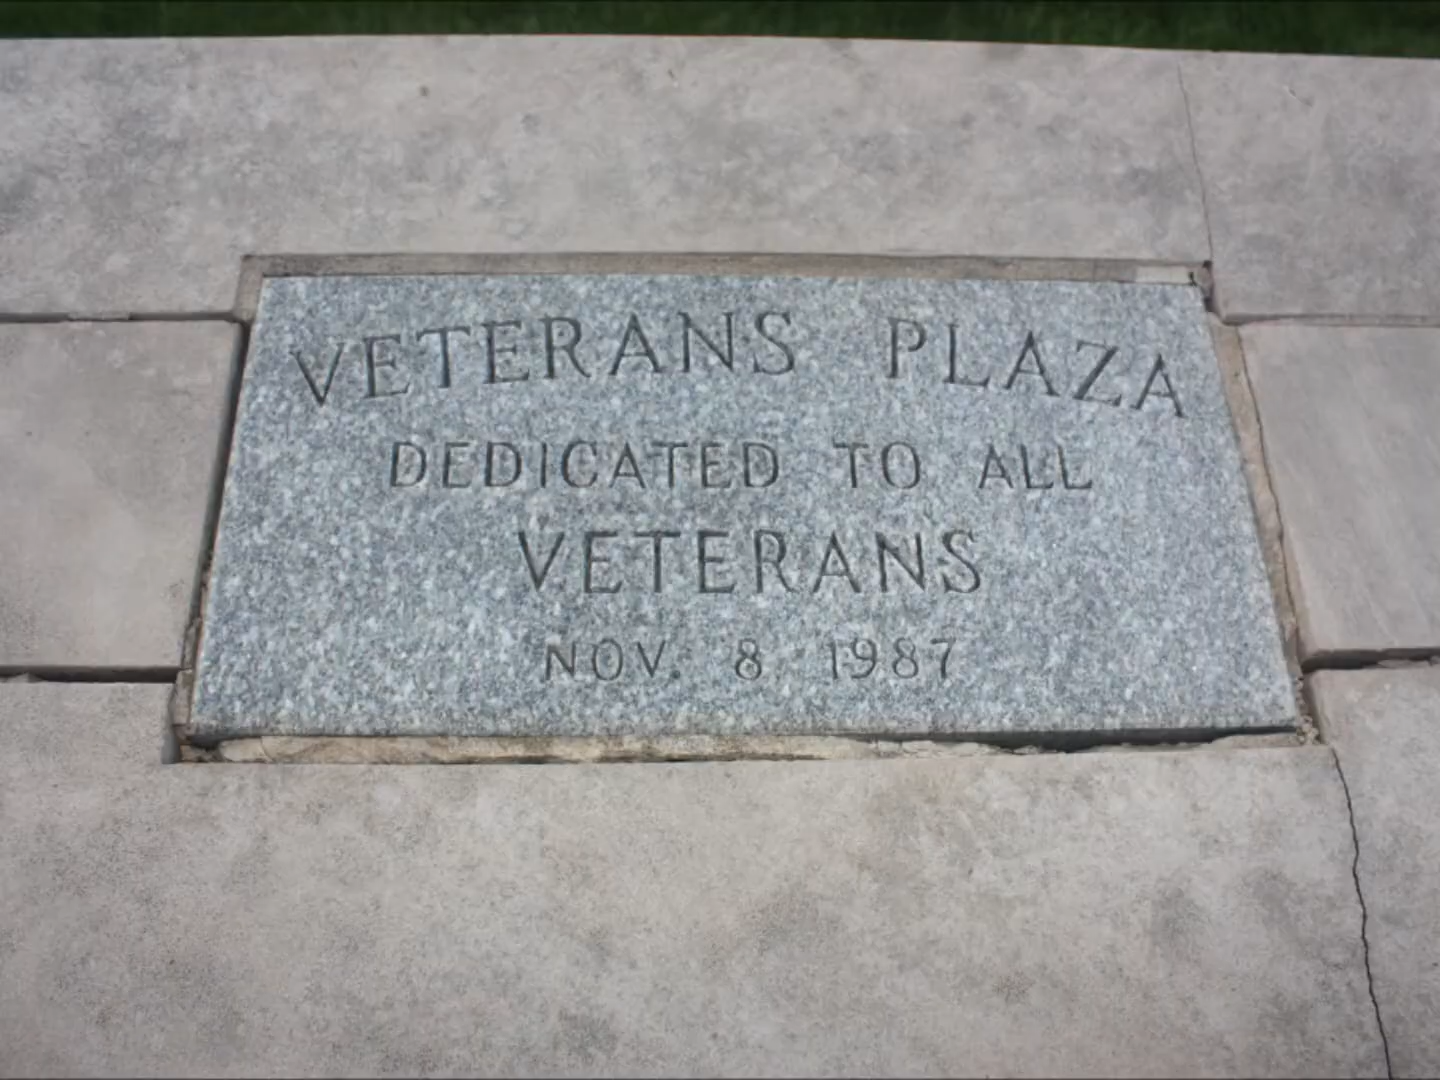 VETERANS PLAZA
DEDICATED TO ALL
VETERANS
NOV. 8 1987